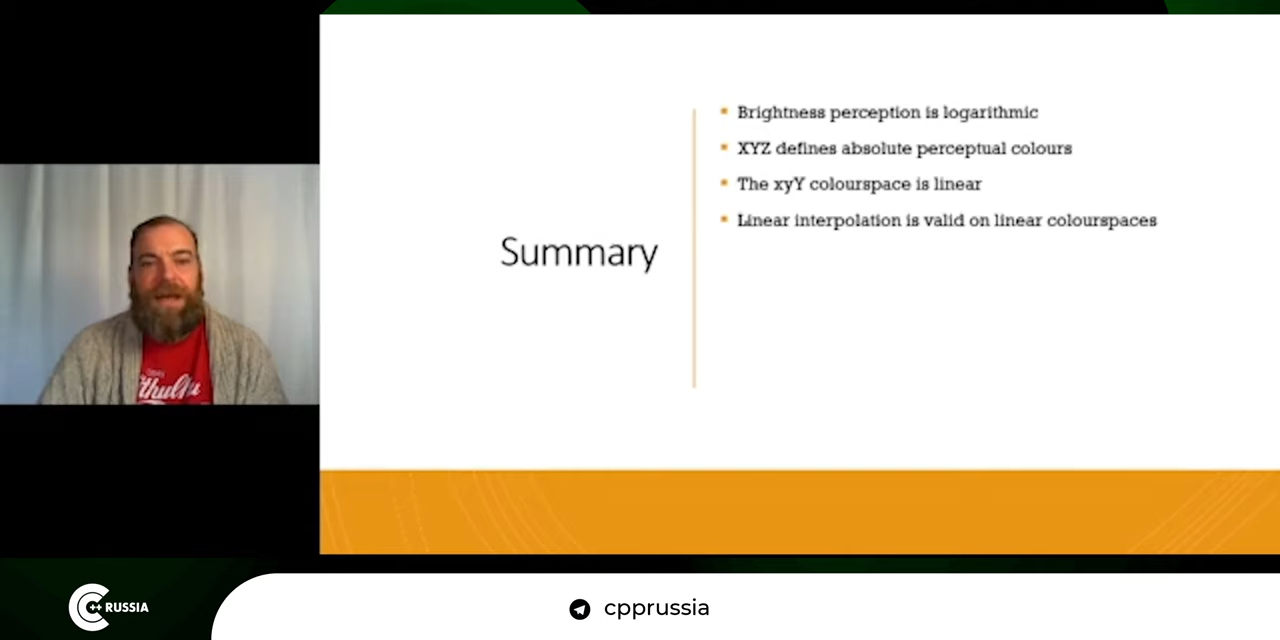 Summary
Brightness perception is logarithmic
XYZ defines absolute perceptual colours
The xyY colourspace is linear
Linear interpolation is valid on linear colourspaces
C++ RUSSIA
cpprussia